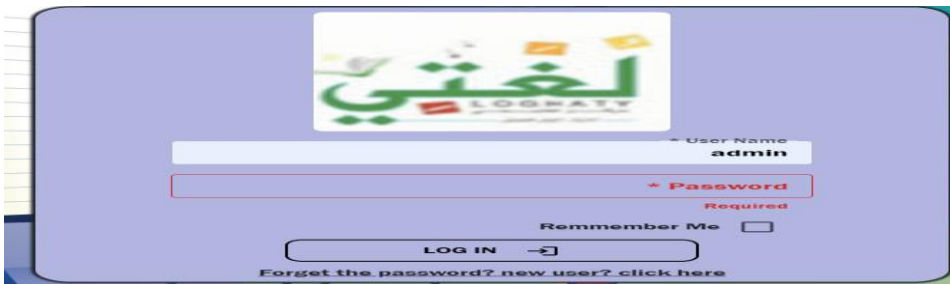 لغتي
LOGHATY
* User Name
admin
* Password
Required
Remmember Me
LOG IN
Forget the password? new user? click here